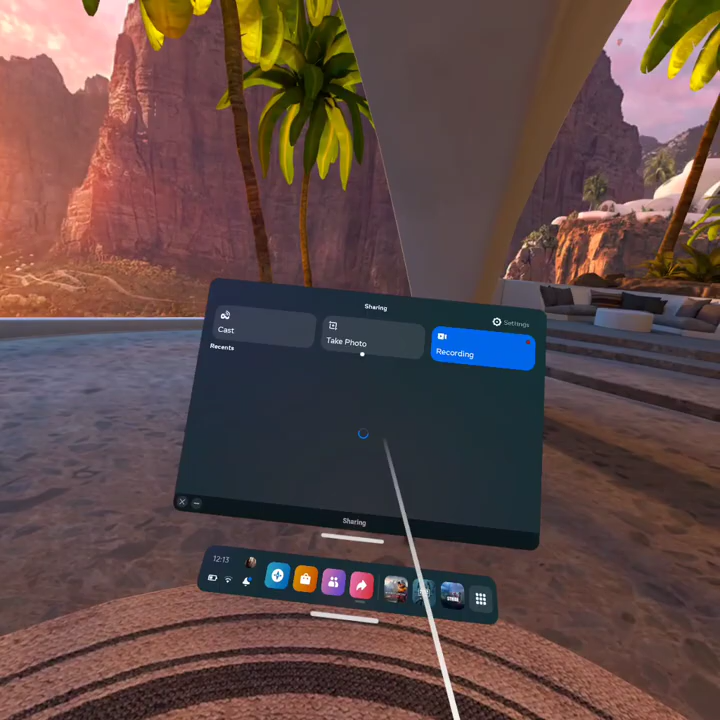 Sharing
Settings
Cast
Take Photo
Recording
Recents
Sharing
12:13